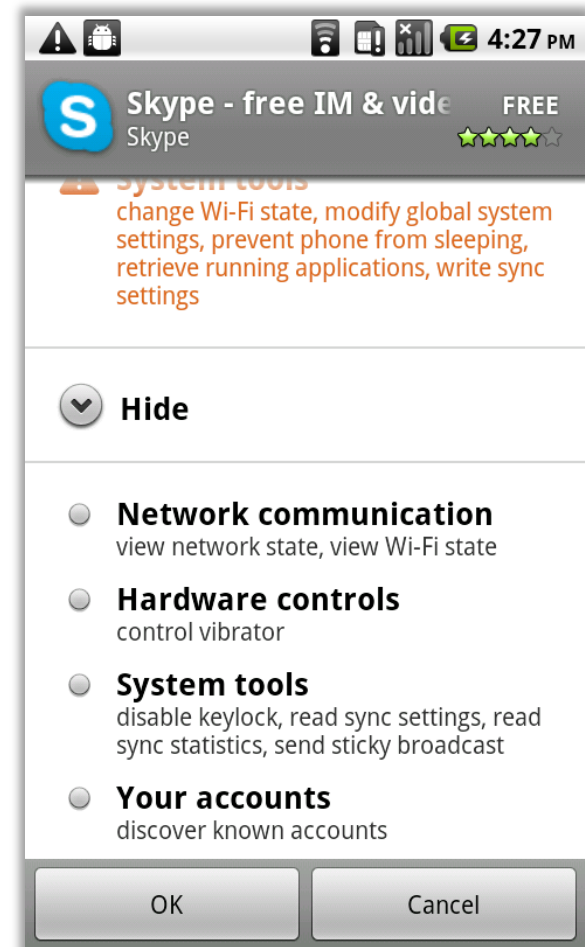 4:27 PM
Skype - free IM & vide
FREE
Skype
System tools
change Wi-Fi state, modify global system
settings, prevent phone from sleeping,
retrieve running applications, write sync
settings
Hide
Network communication
view network state, view Wi-Fi state
Hardware controls
control vibrator
System tools
disable keylock, read sync settings, read
sync statistics, send sticky broadcast
Your accounts
discover known accounts
OK
Cancel